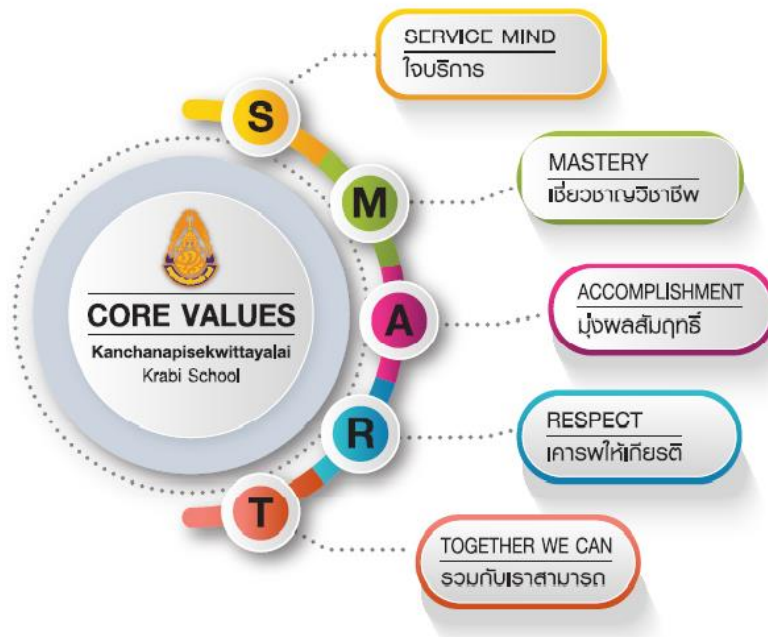 SERVICE MIND
ใจบริการ
S
MASTERY
เชี่ยวชาญวิชาชีพ
M
ACCOMPLISHMENT
มุ่งผลสัมฤทธิ์
A
CORE VALUES
Kanchanapisekwittayalai
Krabi School
RESPECT
เคารพให้เกียรติ
R
TOGETHER WE CAN
รวมกับเราสามารถ
T